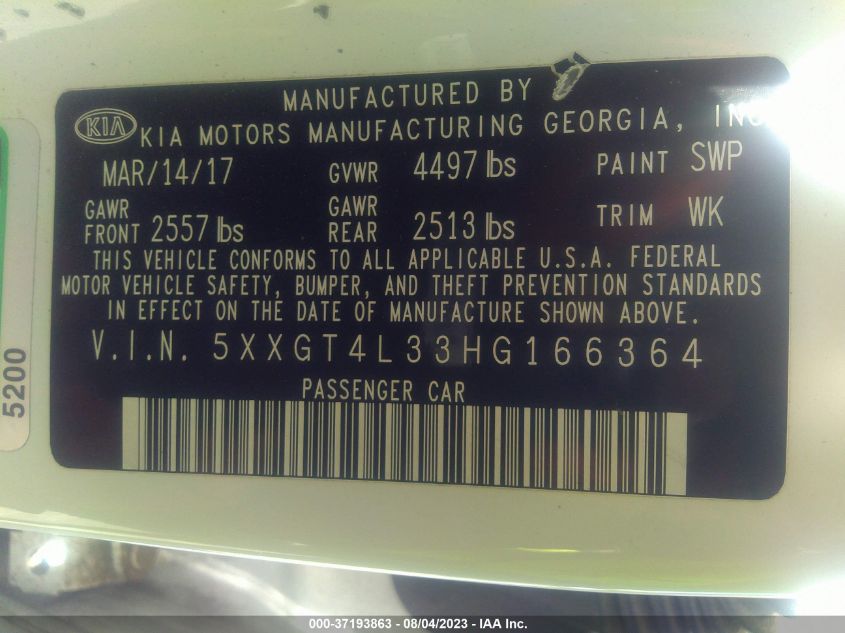 MANUFACTURED BY
KIA KIA MOTORS MANUFACTURING GEORGIA, INC
MAR/14/17 GVWR 4497 lbs PAINT SWP
GAWR FRONT 2557 lbs GAWR REAR 2513 lbs TRIM WK
THIS VEHICLE CONFORMS TO ALL APPLICABLE U.S.A. FEDERAL
MOTOR VEHICLE SAFETY, BUMPER, AND THEFT PREVENTION STANDARDS
IN EFFECT ON THE DATE OF MANUFACTURE SHOWN ABOVE.
V.I.N. 5XXGT4L33HG166364
PASSENGER CAR
5200
000-37193863 - 08/04/2023 - IAA Inc.